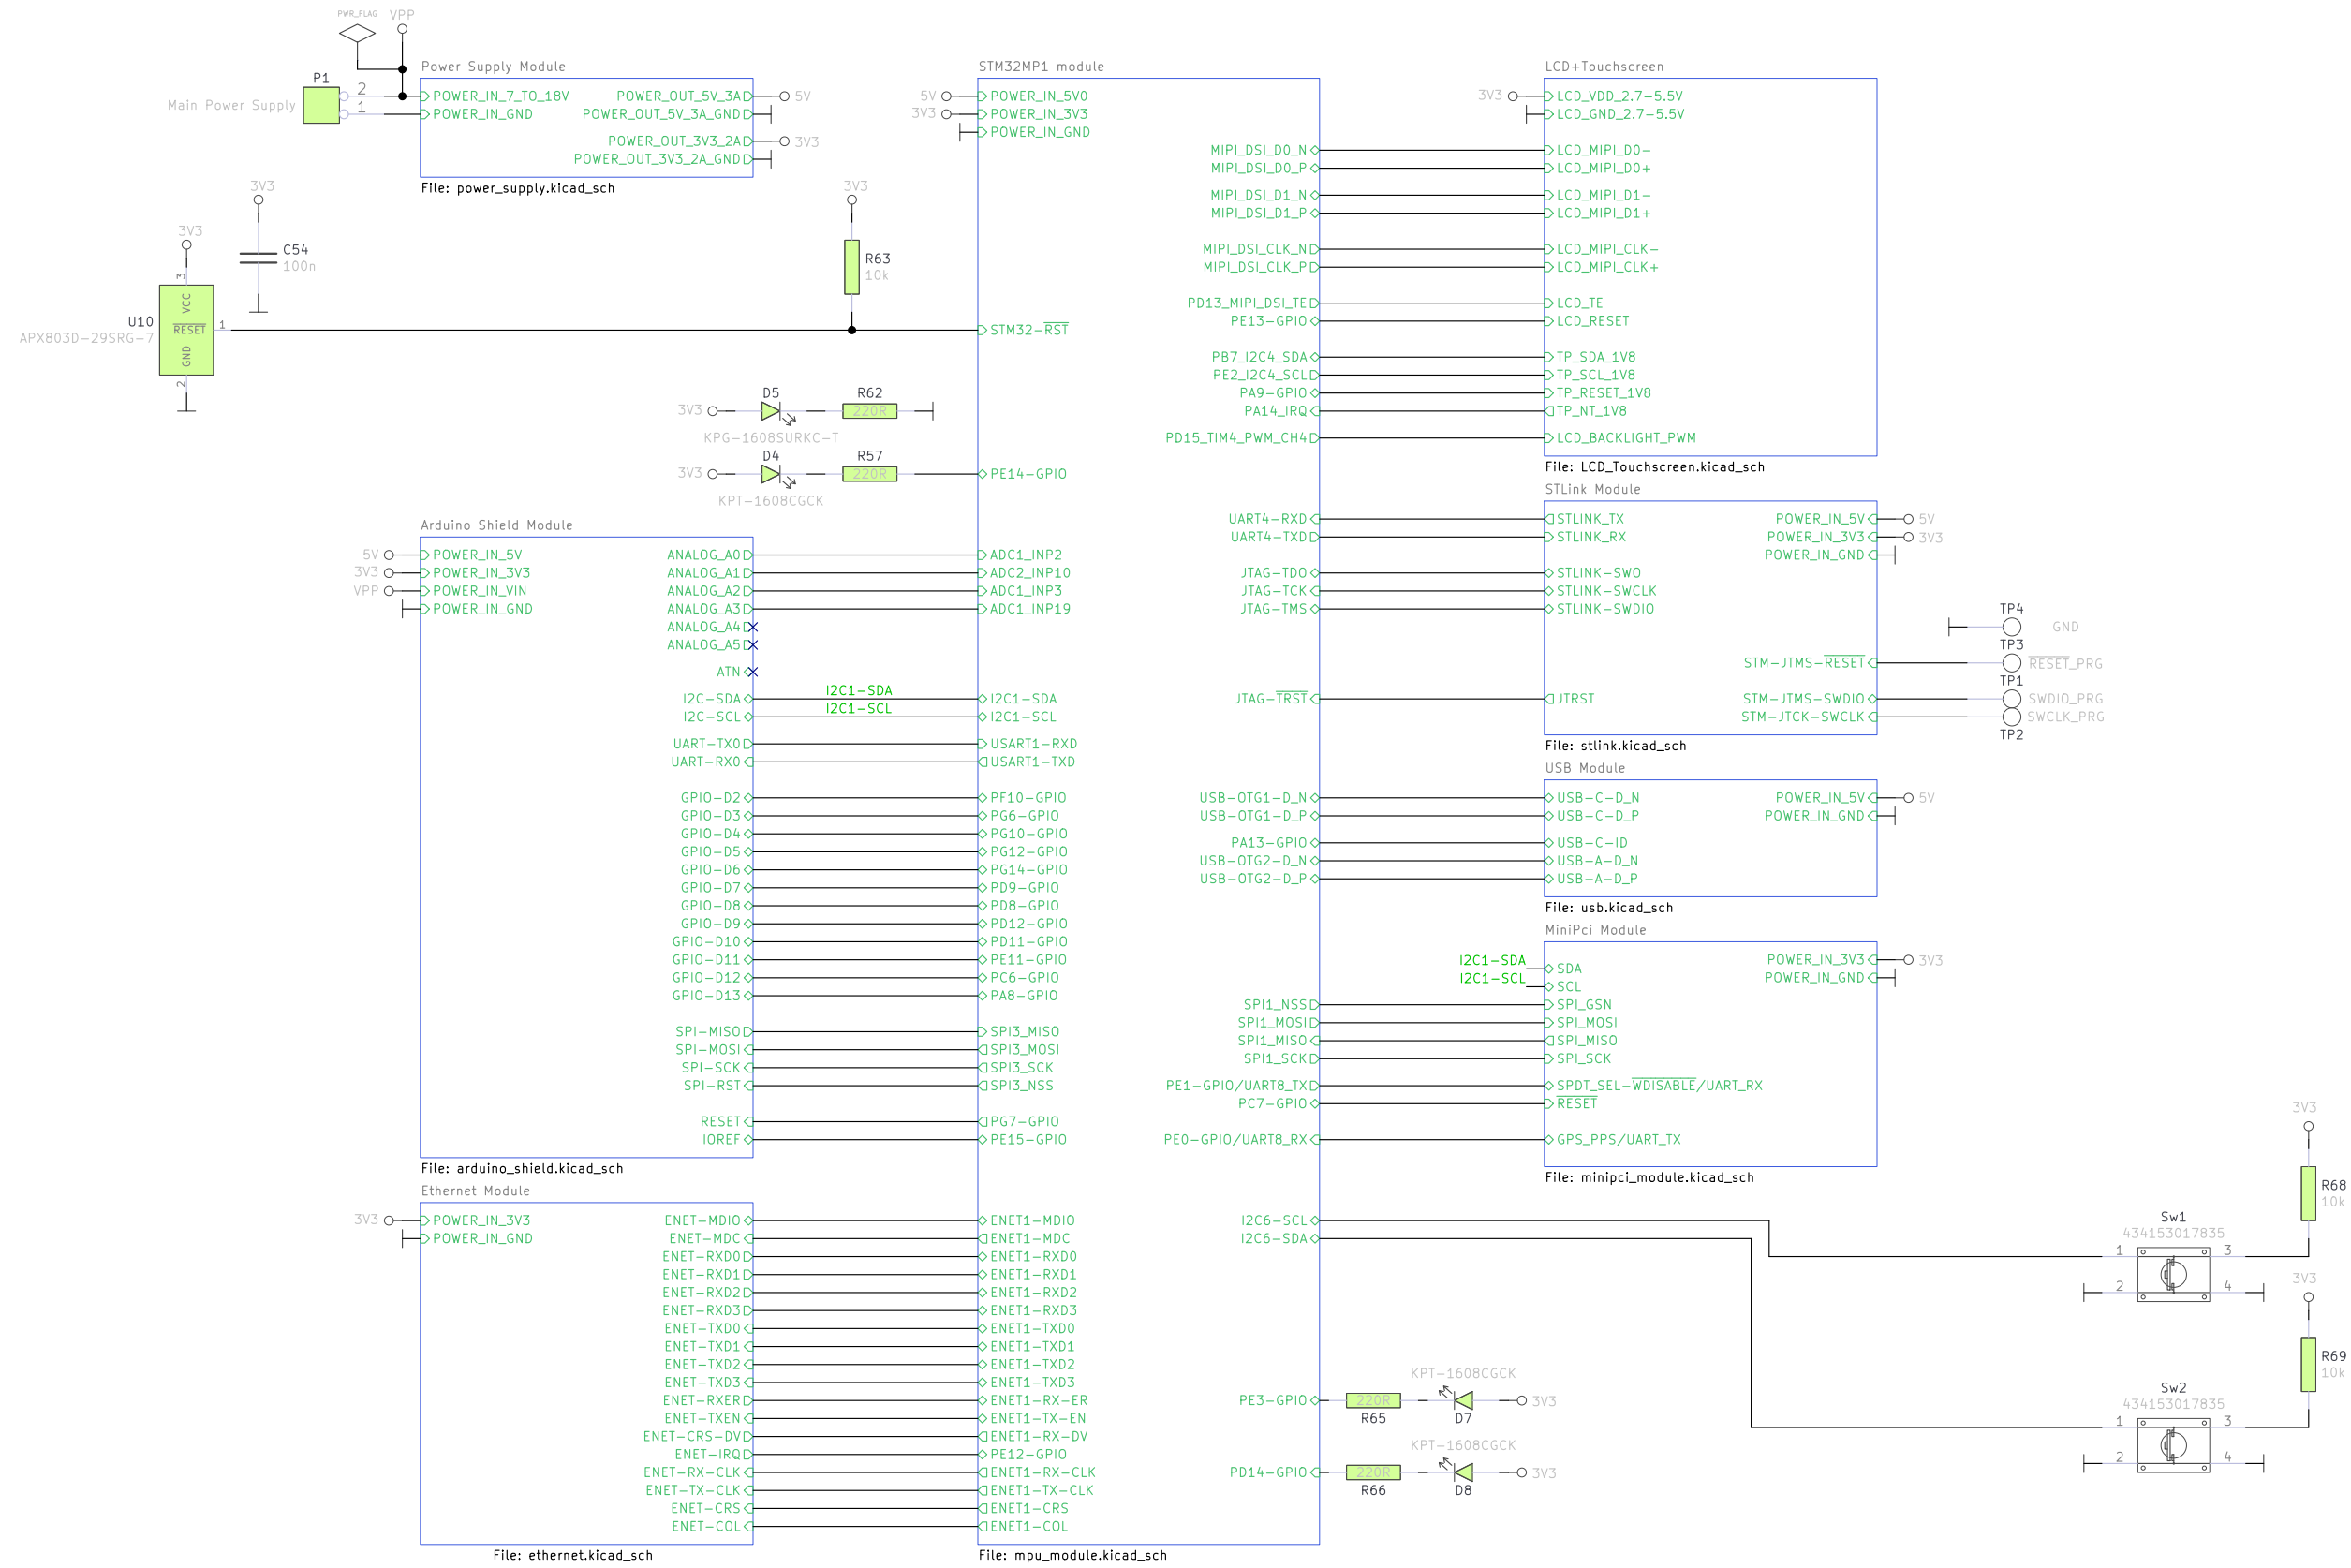 PWR_FLAG
VPP
P1
Main Power Supply
2
1
Power Supply Module
POWER_IN_7_TO_18V
POWER_IN_GND
POWER_OUT_5V_3A
POWER_OUT_5V_3A_GND
POWER_OUT_3V3_2A
POWER_OUT_3V3_2A_GND
5V
3V3
File: power_supply.kicad_sch
3V3
C54
100n
3V3
3
VCC
U10
APX803D-29SRG-7
RESET
1
GND
2
3V3
R63
10k
3V3
D5
KPG-1608SURKC-T
R62
220R
3V3
D4
KPT-1608CGCK
R57
220R
Arduino Shield Module
5V
3V3
VPP
POWER_IN_5V
POWER_IN_3V3
POWER_IN_VIN
POWER_IN_GND
ANALOG_A0
ANALOG_A1
ANALOG_A2
ANALOG_A3
ANALOG_A4
ANALOG_A5
ATN
I2C-SDA
I2C-SCL
UART-TX0
UART-RX0
GPIO-D2
GPIO-D3
GPIO-D4
GPIO-D5
GPIO-D6
GPIO-D7
GPIO-D8
GPIO-D9
GPIO-D10
GPIO-D11
GPIO-D12
GPIO-D13
SPI-MISO
SPI-MOSI
SPI-SCK
SPI-RST
RESET
IOREF
File: arduino_shield.kicad_sch
I2C1-SDA
I2C1-SCL
Ethernet Module
3V3
POWER_IN_3V3
POWER_IN_GND
ENET-MDIO
ENET-MDC
ENET-RXD0
ENET-RXD1
ENET-RXD2
ENET-RXD3
ENET-TXD0
ENET-TXD1
ENET-TXD2
ENET-TXD3
ENET-RXER
ENET-TXEN
ENET-CRS-DV
ENET-IRQ
ENET-RX-CLK
ENET-TX-CLK
ENET-CRS
ENET-COL
File: ethernet.kicad_sch
STM32MP1 module
5V
3V3
POWER_IN_5V0
POWER_IN_3V3
POWER_IN_GND
STM32-RST
PE14-GPIO
ADC1_INP2
ADC2_INP10
ADC1_INP3
ADC1_INP19
I2C1-SDA
I2C1-SCL
USART1-RXD
USART1-TXD
PF10-GPIO
PG6-GPIO
PG10-GPIO
PG12-GPIO
PG14-GPIO
PD9-GPIO
PD8-GPIO
PD12-GPIO
PD11-GPIO
PE11-GPIO
PC6-GPIO
PA8-GPIO
SPI3_MISO
SPI3_MOSI
SPI3_SCK
SPI3_NSS
PG7-GPIO
PE15-GPIO
ENET1-MDIO
ENET1-MDC
ENET1-RXD0
ENET1-RXD1
ENET1-RXD2
ENET1-RXD3
ENET1-TXD0
ENET1-TXD1
ENET1-TXD2
ENET1-TXD3
ENET1-RX-ER
ENET1-TX-EN
ENET1-RX-DV
PE12-GPIO
ENET1-RX-CLK
ENET1-TX-CLK
ENET1-CRS
ENET1-COL
MIPI_DSI_D0_N
MIPI_DSI_D0_P
MIPI_DSI_D1_N
MIPI_DSI_D1_P
MIPI_DSI_CLK_N
MIPI_DSI_CLK_P
PD13_MIPI_DSI_TE
PE13-GPIO
PB7_I2C4_SDA
PE2_I2C4_SCL
PA9-GPIO
PA14_IRQ
PD15_TIM4_PWM_CH4
UART4-RXD
UART4-TXD
JTAG-TDO
JTAG-TCK
JTAG-TMS
JTAG-TRST
USB-OTG1-D_N
USB-OTG1-D_P
PA13-GPIO
USB-OTG2-D_N
USB-OTG2-D_P
SPI1_NSS
SPI1_MOSI
SPI1_MISO
SPI1_SCK
PE1-GPIO/UART8_TX
PC7-GPIO
PE0-GPIO/UART8_RX
I2C6-SCL
I2C6-SDA
PE3-GPIO
PD14-GPIO
File: mpu_module.kicad_sch
LCD+Touchscreen
3V3
LCD_VDD_2.7-5.5V
LCD_GND_2.7-5.5V
LCD_MIPI_D0-
LCD_MIPI_D0+
LCD_MIPI_D1-
LCD_MIPI_D1+
LCD_MIPI_CLK-
LCD_MIPI_CLK+
LCD_TE
LCD_RESET
TP_SDA_1V8
TP_SCL_1V8
TP_RESET_1V8
TP_NT_1V8
LCD_BACKLIGHT_PWM
File: LCD_Touchscreen.kicad_sch
STLink Module
STLINK_TX
STLINK_RX
STLINK-SWO
STLINK-SWCLK
STLINK-SWDIO
JTRST
POWER_IN_5V
POWER_IN_3V3
POWER_IN_GND
STM-JTMS-RESET
STM-JTMS-SWDIO
STM-JTCK-SWCLK
5V
3V3
File: stlink.kicad_sch
TP4
GND
TP3
RESET_PRG
TP1
SWDIO_PRG
SWCLK_PRG
TP2
USB Module
USB-C-D_N
USB-C-D_P
USB-C-ID
USB-A-D_N
USB-A-D_P
POWER_IN_5V
POWER_IN_GND
5V
File: usb.kicad_sch
MiniPci Module
I2C1-SDA
I2C1-SCL
SDA
SCL
SPI_GSN
SPI_MOSI
SPI_MISO
SPI_SCK
SPDT_SEL-WDISABLE/UART_RX
RESET
GPS_PPS/UART_TX
POWER_IN_3V3
POWER_IN_GND
3V3
File: minipci_module.kicad_sch
3V3
R68
10k
Sw1
434153017835
1
2
3
4
3V3
R69
10k
Sw2
434153017835
1
2
3
4
KPT-1608CGCK
220R
R65
D7
3V3
KPT-1608CGCK
220R
R66
D8
3V3